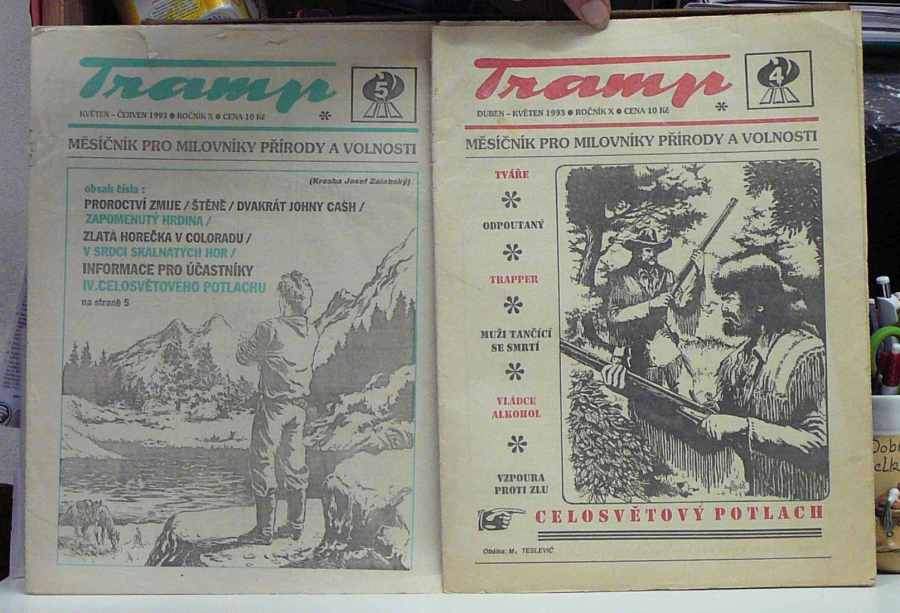 Tramp
5
KVĚTEN – ČERVEN 1993 ● ROČNÍK X ● CENA 10 Kč
*
MĚSÍČNÍK PRO MILOVNÍKY PŘÍRODY A VOLNOSTI
(Kresba Josef Zálabský)
obsah čísla :
PROROCTVÍ ZMIJE / ŠTĚNĚ / DVAKRÁT JOHNY CASH /
ZAPOMENUTÝ HRDINA /
ZLATÁ HOREČKA V COLORADU /
V SRDCI SKALNATÝCH HOR /
INFORMACE PRO ÚČASTNÍKY
IV. CELOSVĚTOVÉHO POTLACHU
na straně 5
Tramp
4
DUBEN – KVĚTEN 1993 ● ROČNÍK X ● CENA 10 Kč
*
MĚSÍČNÍK PRO MILOVNÍKY PŘÍRODY A VOLNOSTI
TVÁŘE
*
ODPOUTANÝ
*
TRAPPER
*
MUŽI TANČÍCÍ
SE SMRTÍ
*
VLÁDCE
ALKOHOL
*
VZPOURA
PROTI ZLU
CELOSVĚTOVÝ POTLACH
Obálka: M. TESLEVIČ